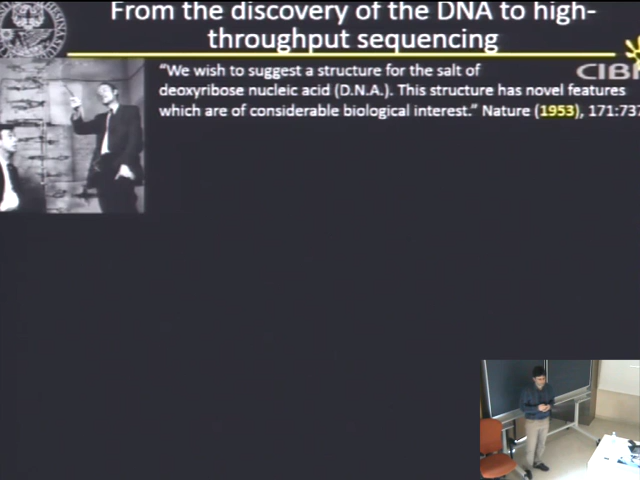 From the discovery of the DNA to high-
throughput sequencing
CIBI
“We wish to suggest a structure for the salt of
deoxyribose nucleic acid (D.N.A.). This structure has novel features
which are of considerable biological interest.” Nature (1953), 171:737